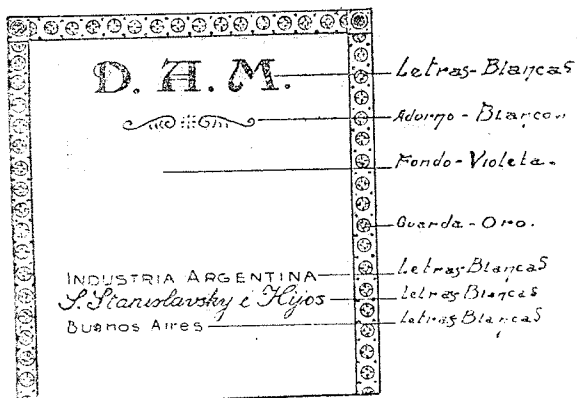 D. A. M. Letras-Blancas
Adorno-Blanco.
Fondo-Violeta.
Guarda-Oro.
INDUSTRIA ARGENTINA Letras-Blancas
S. Stanislavsky e Hijos letras Blancas
Buenos Aires Letras-Blancas